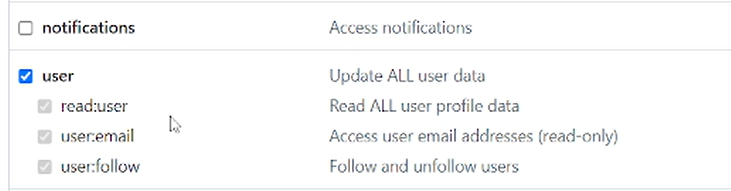 notifications Access notifications
user Update ALL user data
read:user Read ALL user profile data
user:email Access user email addresses (read-only)
user:follow Follow and unfollow users